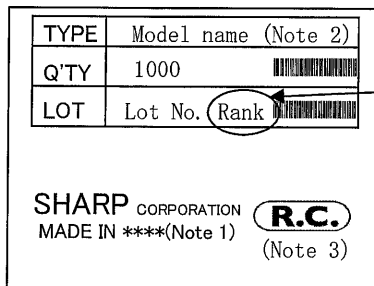 TYPE Model name (Note 2)
Q'TY 1000
LOT Lot No. Rank
SHARP CORPORATION R.C.
MADE IN ****(Note 1)
(Note 3)